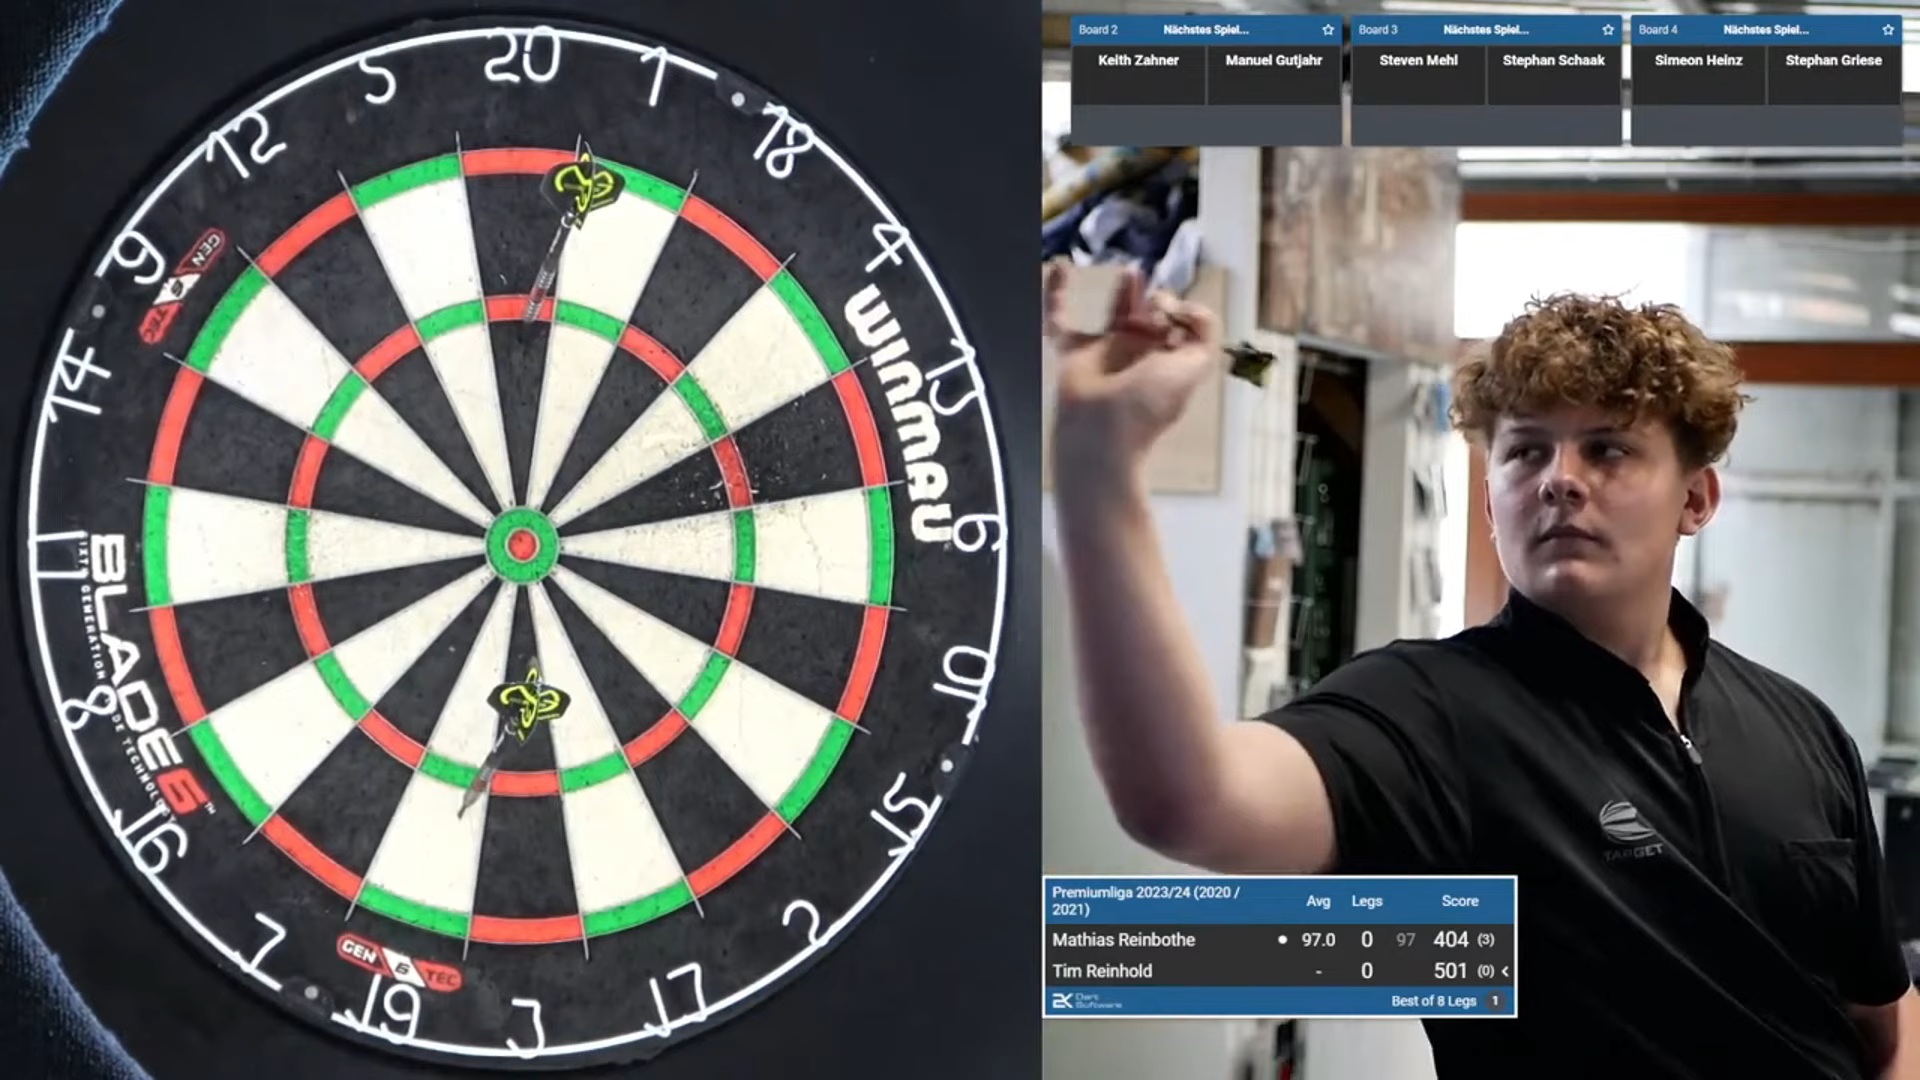 Board 2 Nächstes Spiel...
Keith Zahner Manuel Gutjahr
Board 3 Nächstes Spiel...
Steven Mehl Stephan Schaak
Board 4 Nächstes Spiel...
Simeon Heinz Stephan Griese
20
1
18
4
13
6
10
15
2
17
3
19
7
16
8
11
14
9
12
5
GEN 6 TEC
WINMAU
BLADE 6
GEN 6 TEC
TARGET
Premiumliga 2023/24 (2020 /
2021) Avg Legs Score
Mathias Reinbothe 97.0 0 97 404 (3)
Tim Reinhold - 0 501 (0) <
2K Dart
Software Best of 8 Legs 1